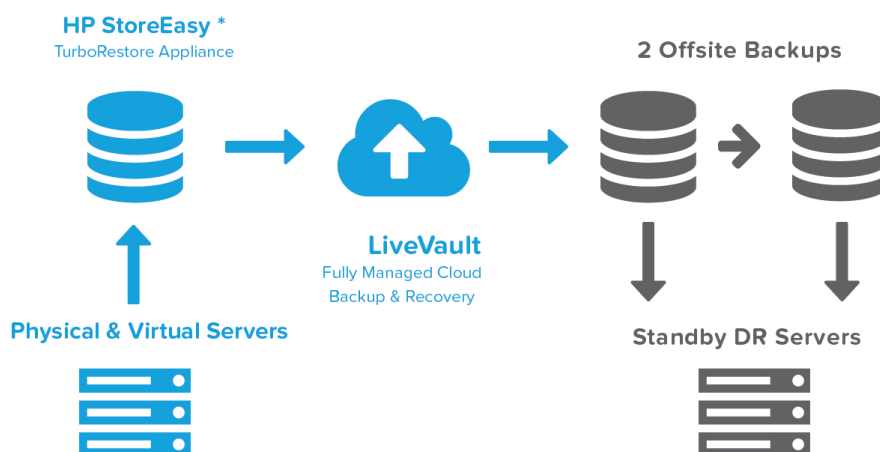 HP StoreEasy *
TurboRestore Appliance
2 Offsite Backups
LiveVault
Fully Managed Cloud
Backup & Recovery
Physical & Virtual Servers
Standby DR Servers